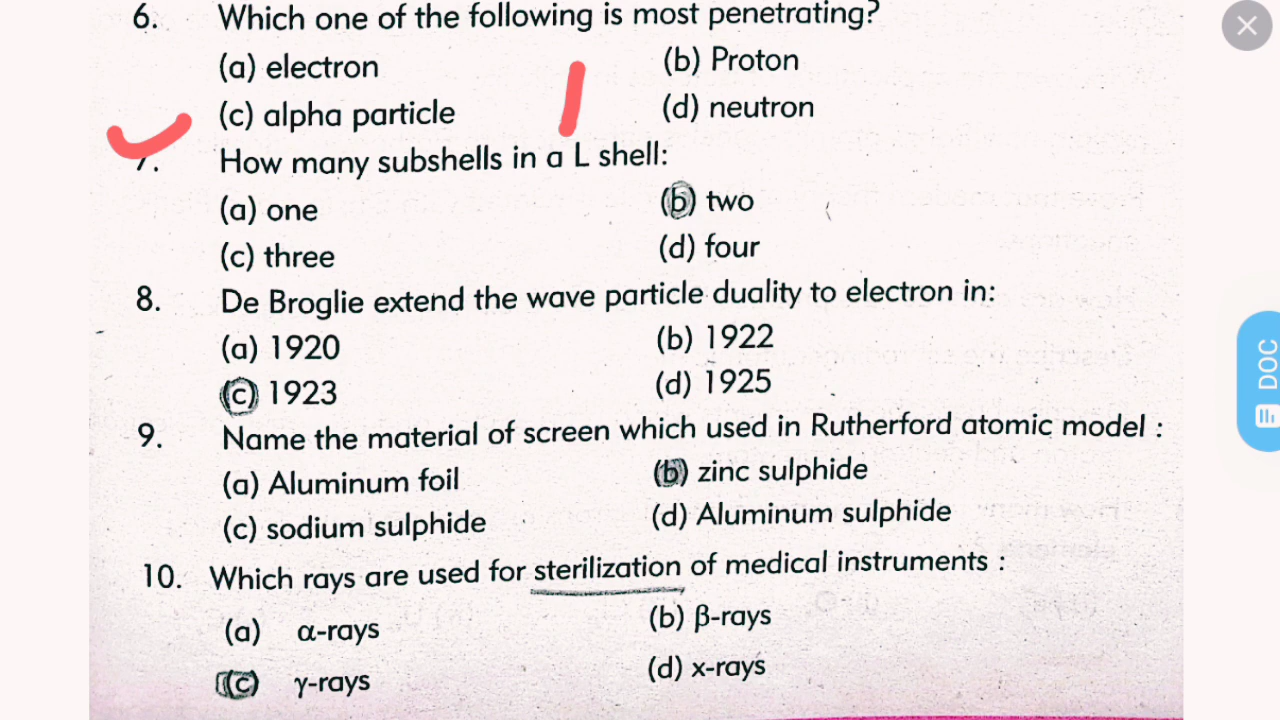 6. Which one of the following is most penetrating?
(a) electron (b) Proton
(c) alpha particle (d) neutron
7. How many subshells in a L shell:
(a) one (b) two
(c) three (d) four
8. De Broglie extend the wave particle duality to electron in:
(a) 1920 (b) 1922
(c) 1923 (d) 1925
9. Name the material of screen which used in Rutherford atomic model :
(a) Aluminum foil (b) zinc sulphide
(c) sodium sulphide (d) Aluminum sulphide
10. Which rays are used for sterilization of medical instruments :
(a) α-rays (b) β-rays
(c) γ-rays (d) x-rays
DOC